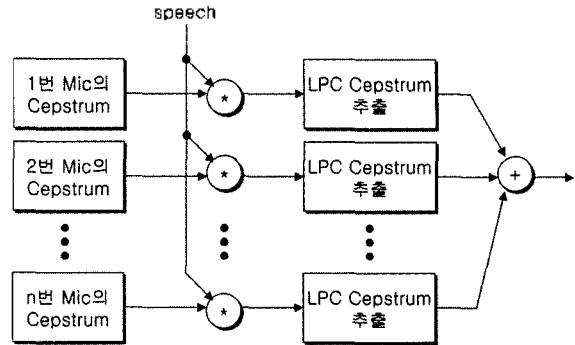 speech
1번 Mic의
Cepstrum
*
LPC Cepstrum
추출
2번 Mic의
Cepstrum
*
LPC Cepstrum
추출
+
n번 Mic의
Cepstrum
*
LPC Cepstrum
추출